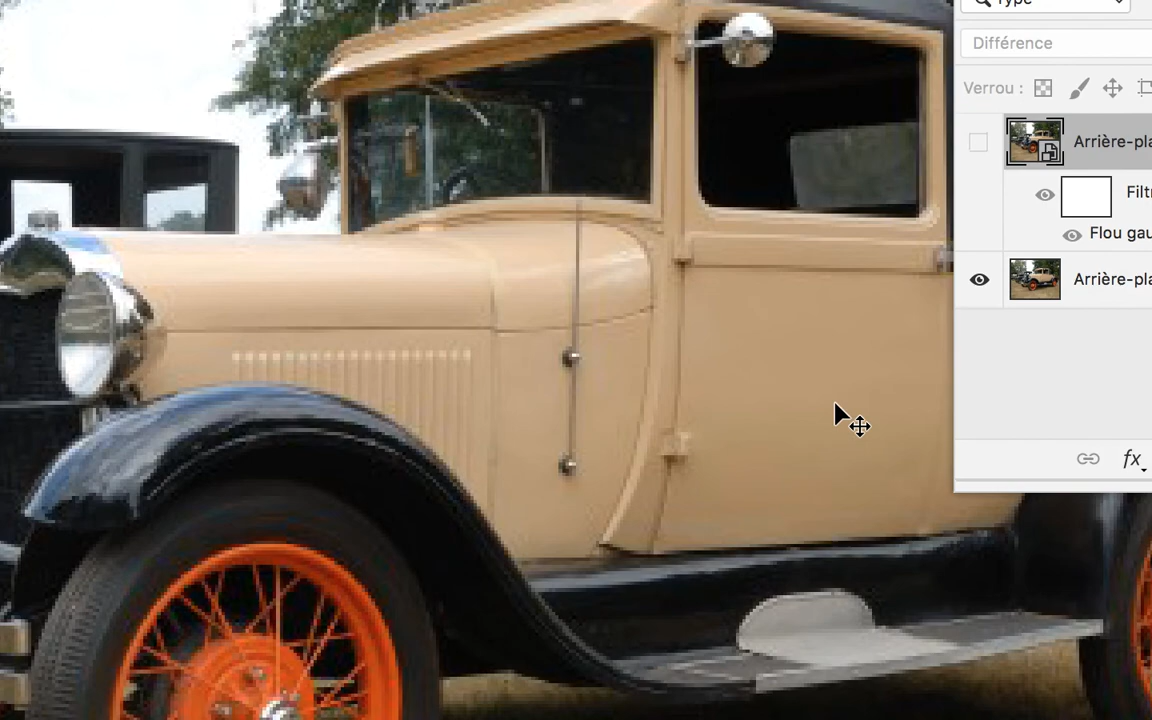 Type
Différence
Verrou :
Arrière-pla
Filtr
Flou gau
Arrière-pla
fx